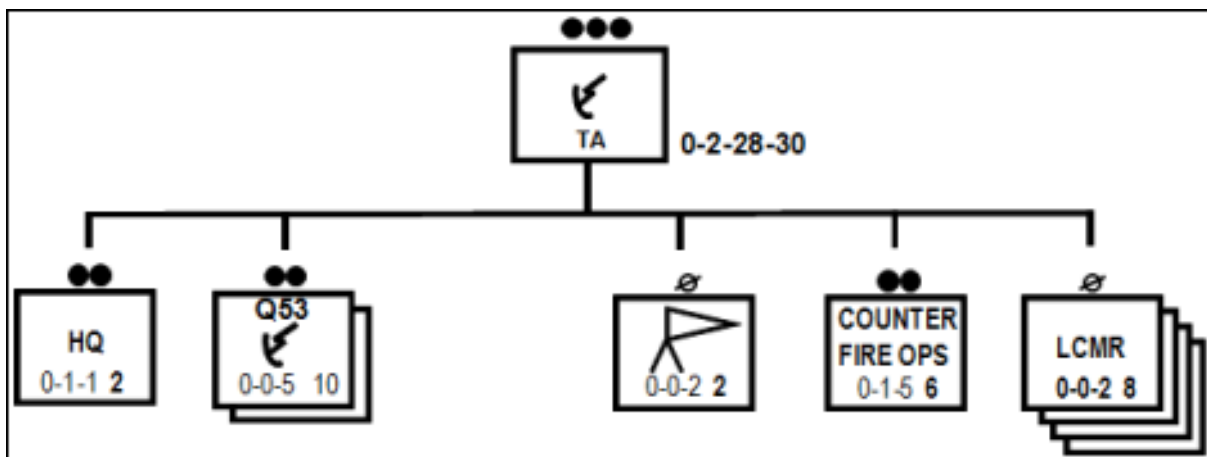 TA
0-2-28-30
HQ
0-1-1 2
Q53
0-0-5 10
0-0-2 2
COUNTER
FIRE OPS
0-1-5 6
LCMR
0-0-2 8